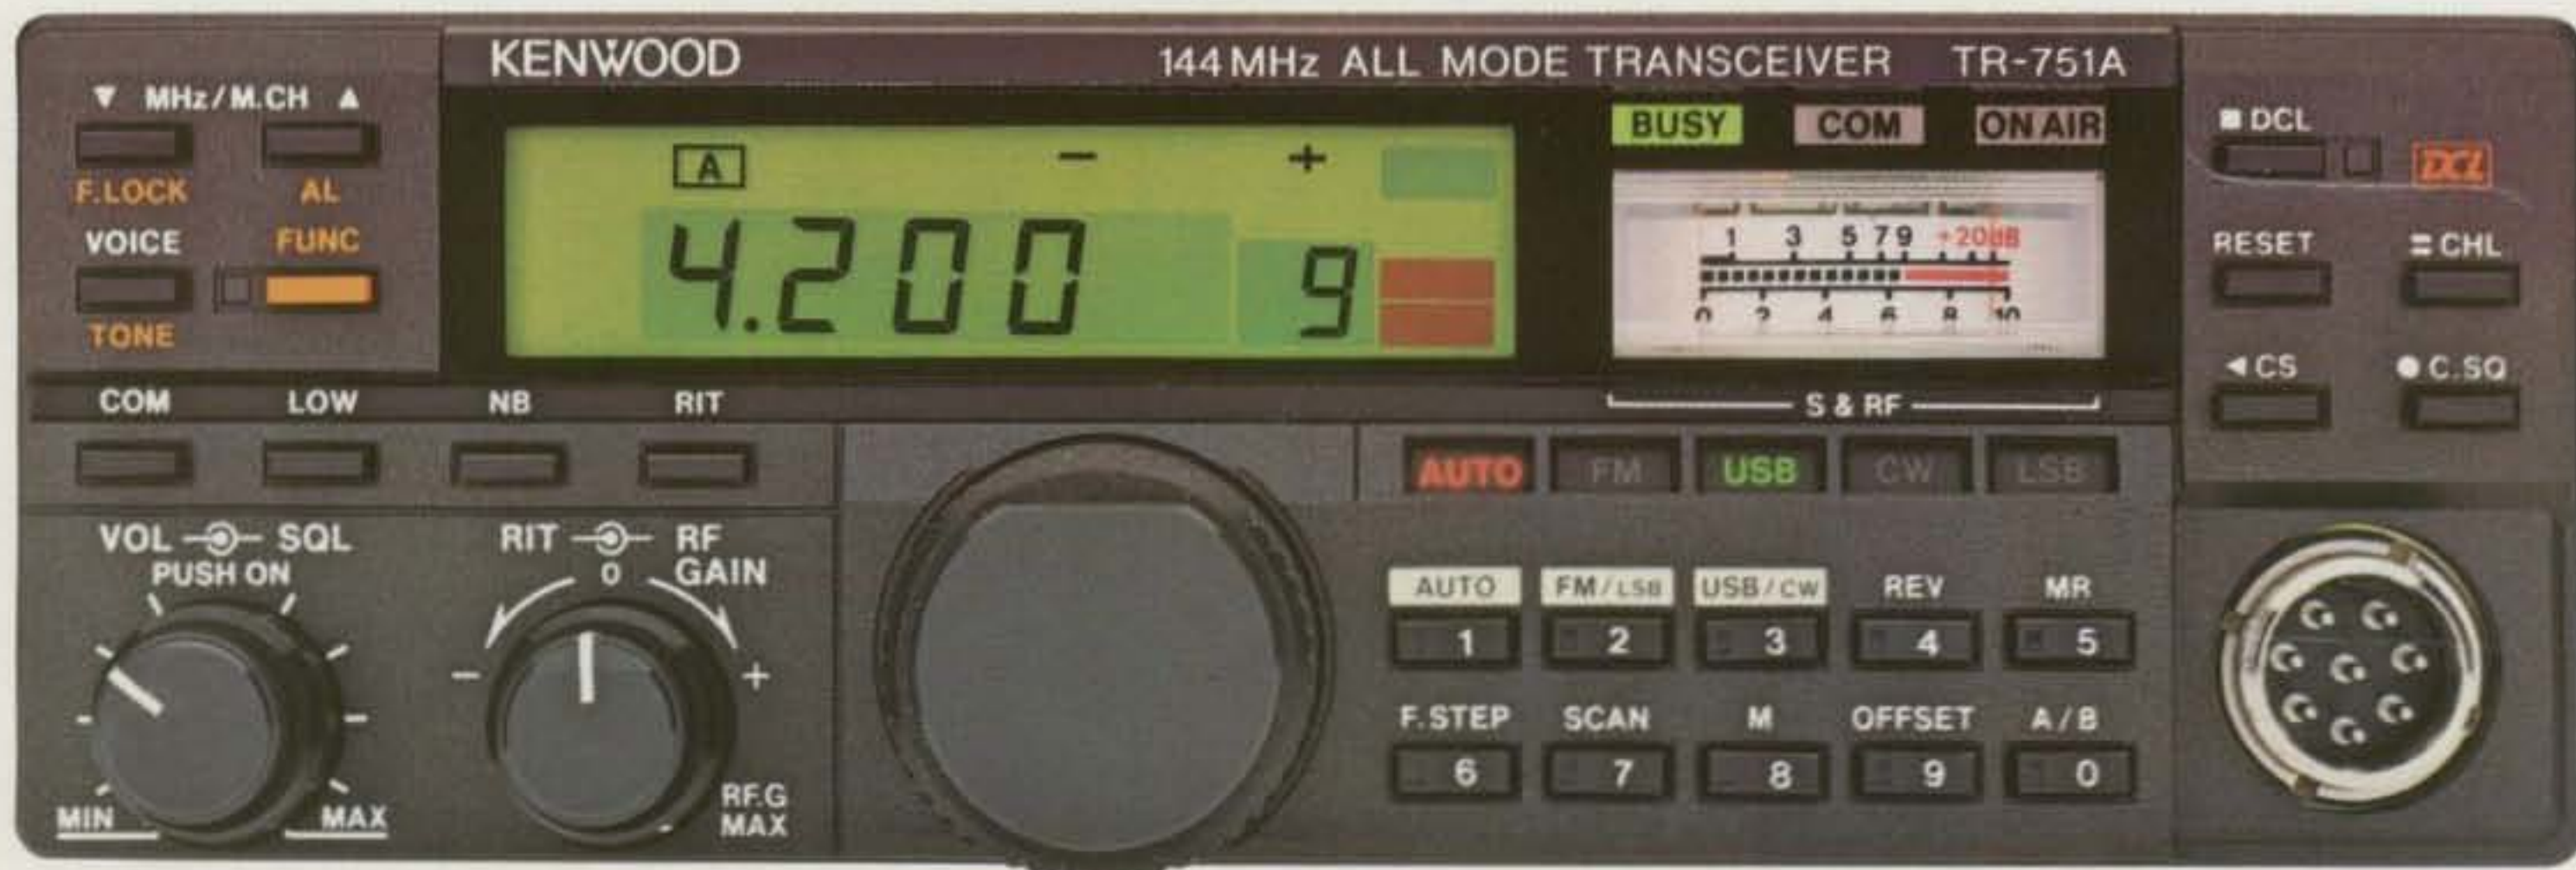 KENWOOD
144 MHz ALL MODE TRANSCEIVER TR-751A
▼ MHz/M.CH ▲
F.LOCK AL
VOICE FUNC
TONE
A - +
4.200 9
BUSY COM ON AIR
1 3 5 7 9 +20dB
0 2 4 6 8 10
S & RF
■ DCL DCL
RESET = CHL
◀ CS ● C.SQ
COM LOW NB RIT
AUTO FM USB CW LSB
VOL SQL
PUSH ON
MIN MAX
RIT RF
0 GAIN
- +
RF.G
MAX
AUTO FM/LSB USB/CW REV MR
1 2 3 4 5
F.STEP SCAN M OFFSET A/B
6 7 8 9 0